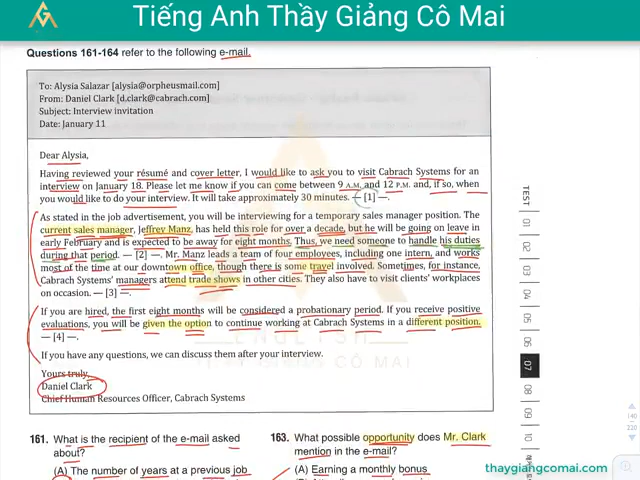 Tiếng Anh Thầy Giảng Cô Mai
Questions 161-164 refer to the following e-mail.
To: Alysia Salazar [alysia@orpheusmail.com]
From: Daniel Clark [d.clark@cabrach.com]
Subject: Interview invitation
Date: January 11
Dear Alysia,
Having reviewed your résumé and cover letter, I would like to ask you to visit Cabrach Systems for an
interview on January 18. Please let me know if you can come between 9 A.M. and 12 P.M. and, if so, when
you would like to do your interview. It will take approximately 30 minutes. — [1] —.
As stated in the job advertisement, you will be interviewing for a temporary sales manager position. The
current sales manager, Jeffrey Manz, has held this role for over a decade, but he will be going on leave in
early February and is expected to be away for eight months. Thus, we need someone to handle his duties
during that period. — [2] —. Mr. Manz leads a team of four employees, including one intern, and works
most of the time at our downtown office, though there is some travel involved. Sometimes, for instance,
Cabrach Systems' managers attend trade shows in other cities. They also have to visit clients' workplaces
on occasion. — [3] —.
If you are hired, the first eight months will be considered a probationary period. If you receive positive
evaluations, you will be given the option to continue working at Cabrach Systems in a different position.
— [4] —.
If you have any questions, we can discuss them after your interview.
Yours truly,
Daniel Clark
Chief Human Resources Officer, Cabrach Systems
161. What is the recipient of the e-mail asked
about?
(A) The number of years at a previous job
163. What possible opportunity does Mr. Clark
mention in the e-mail?
(A) Earning a monthly bonus
TEST
01
02
03
04
05
06
07
08
09
10
thaygiangcomai.com
ENGLISH
THẦY GIẢNG CÔ MAI
40
220